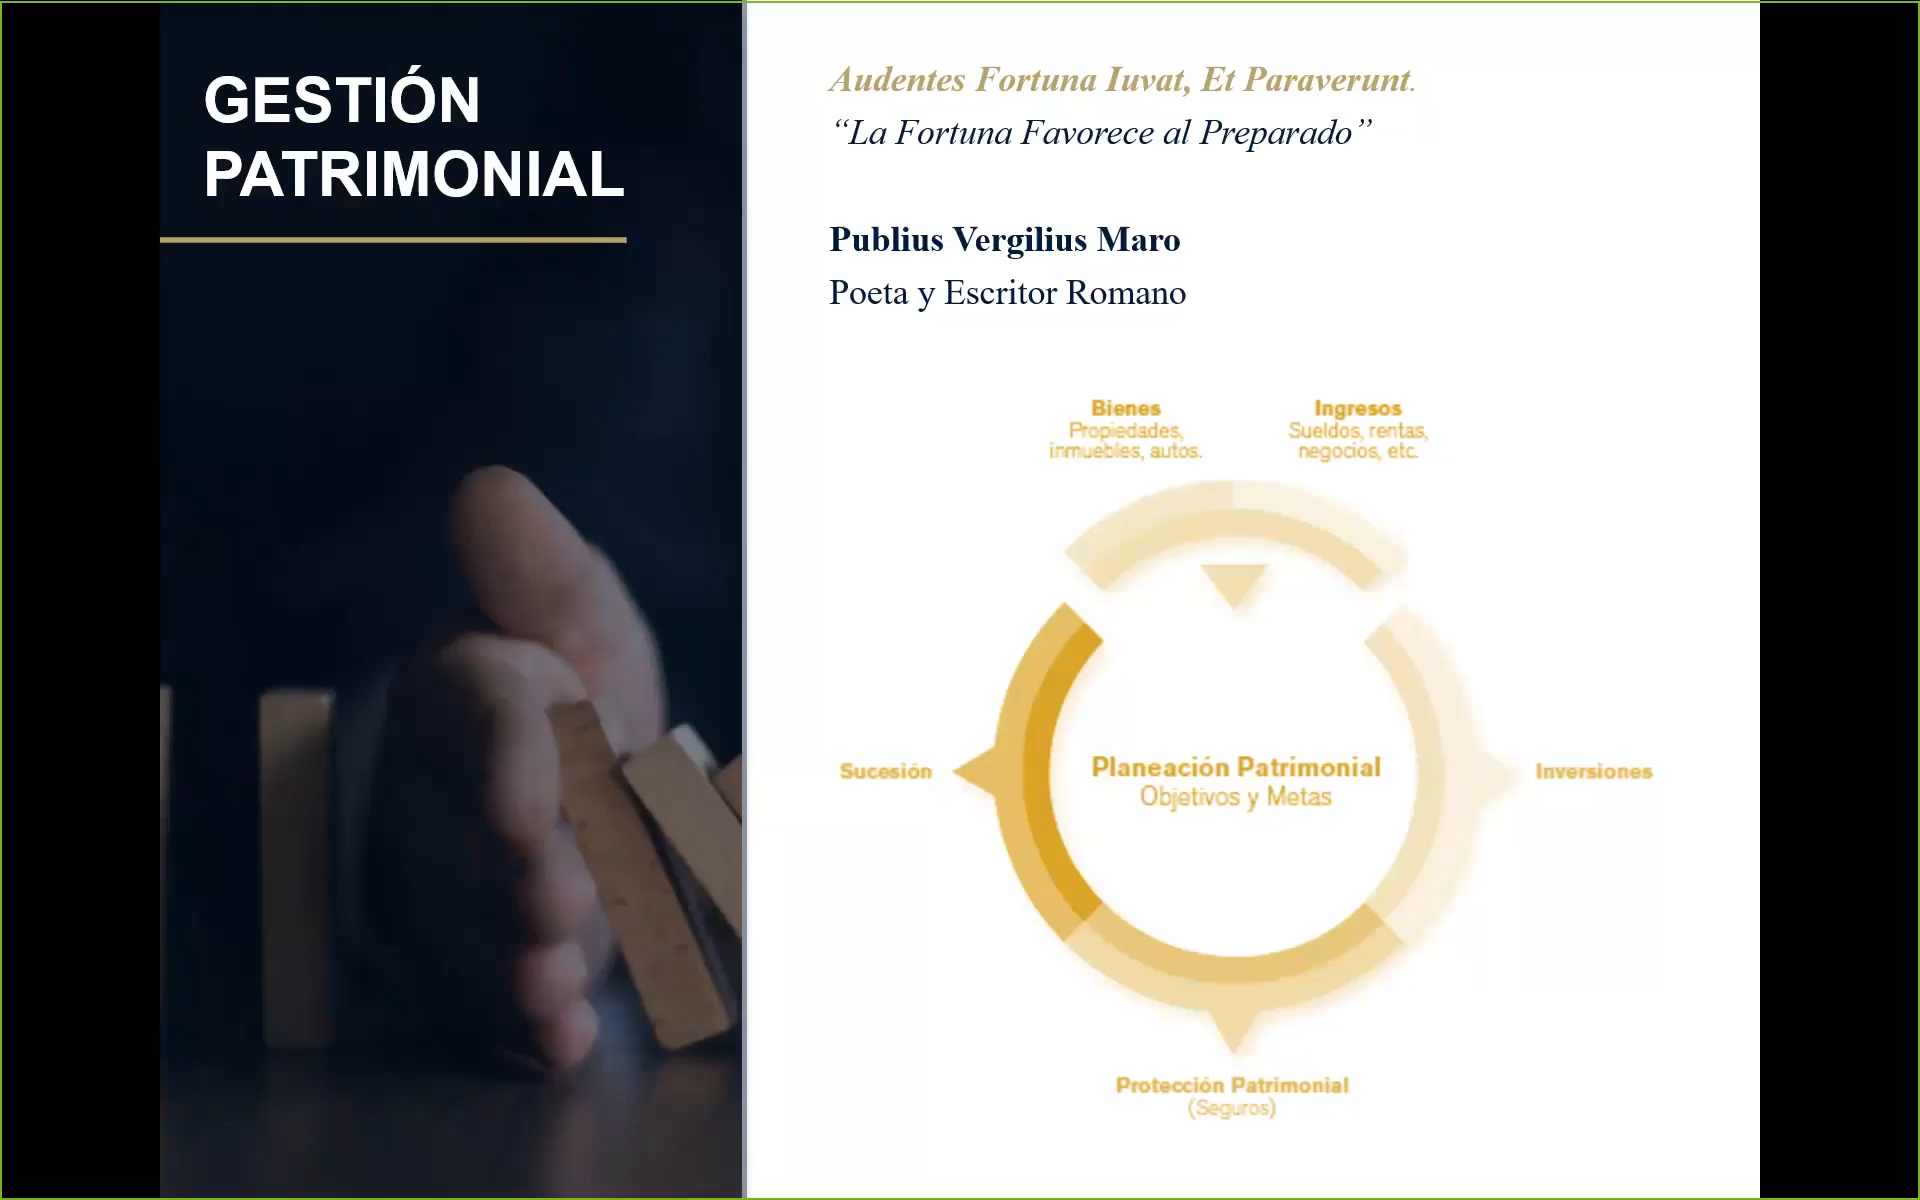 GESTIÓN
PATRIMONIAL
Audentes Fortuna Iuvat, Et Paraverunt.
“La Fortuna Favorece al Preparado”
Publius Vergilius Maro
Poeta y Escritor Romano
Bienes
Propiedades,
inmuebles, autos.
Ingresos
Sueldos, rentas,
negocios, etc.
Sucesión
Planeación Patrimonial
Objetivos y Metas
Inversiones
Protección Patrimonial
(Seguros)